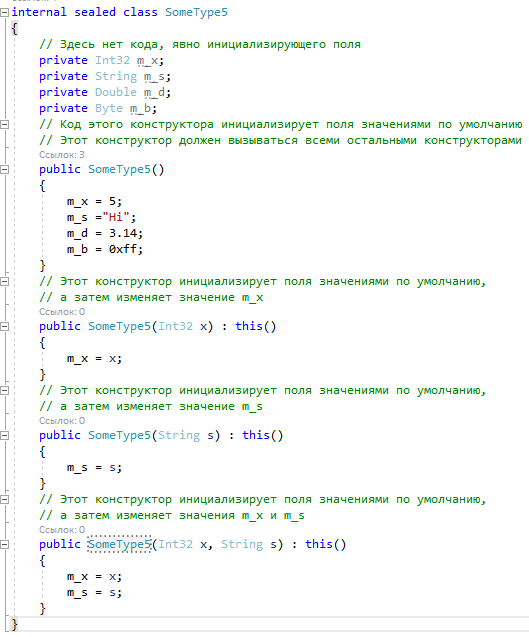 internal sealed class SomeType5
{
// Здесь нет кода, явно инициализирующего поля
private Int32 m_x;
private String m_s;
private Double m_d;
private Byte m_b;
// Код этого конструктора инициализирует поля значениями по умолчанию
// Этот конструктор должен вызываться всеми остальными конструкторами
Ссылок: 3
public SomeType5()
{
m_x = 5;
m_s ="Hi";
m_d = 3.14;
m_b = 0xff;
}
// Этот конструктор инициализирует поля значениями по умолчанию,
// а затем изменяет значение m_x
Ссылок: 0
public SomeType5(Int32 x) : this()
{
m_x = x;
}
// Этот конструктор инициализирует поля значениями по умолчанию,
// а затем изменяет значение m_s
Ссылок: 0
public SomeType5(String s) : this()
{
m_s = s;
}
// Этот конструктор инициализирует поля значениями по умолчанию,
// а затем изменяет значения m_x и m_s
Ссылок: 0
public SomeType5(Int32 x, String s) : this()
{
m_x = x;
m_s = s;
}
}